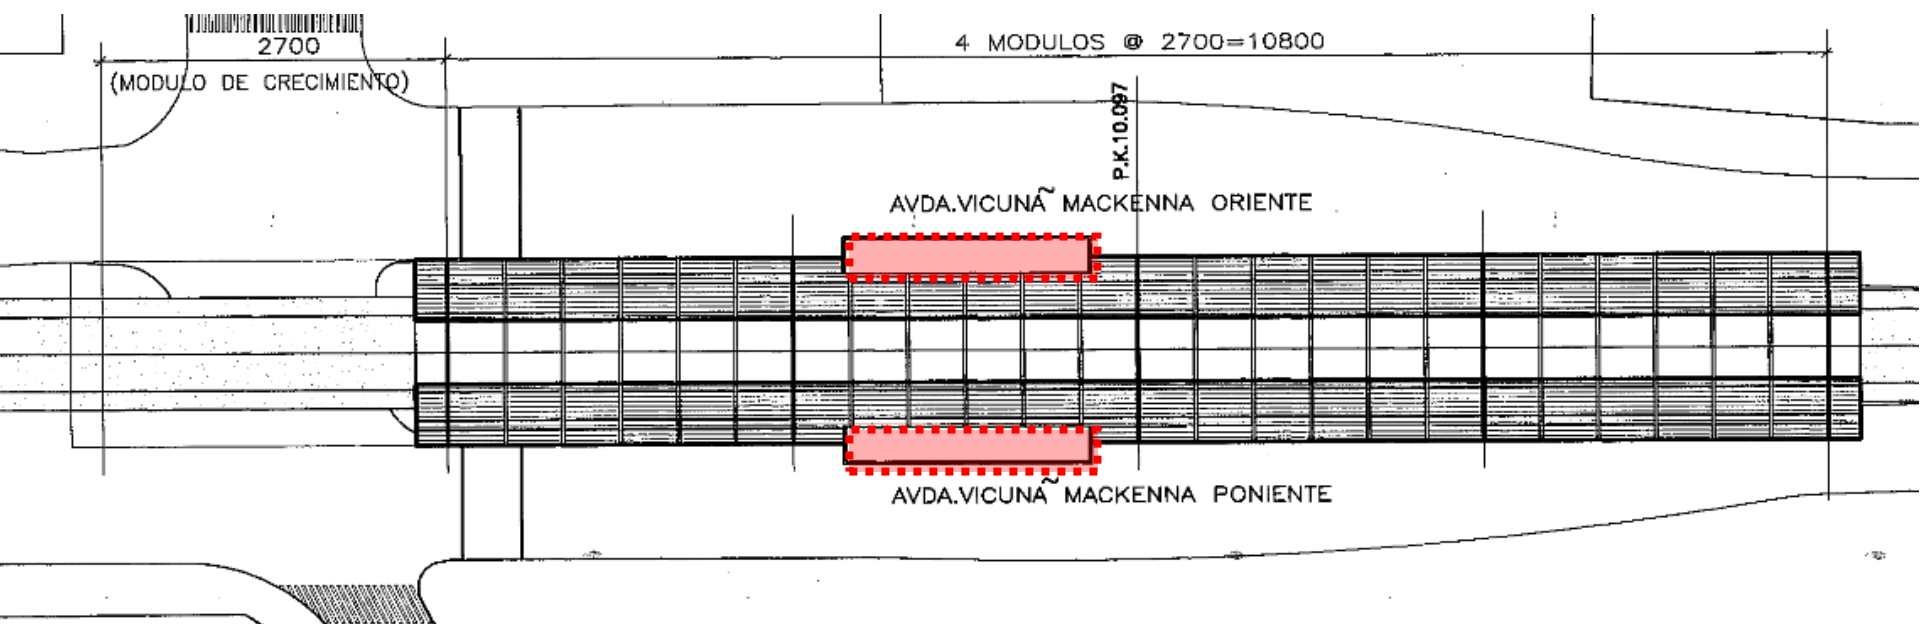 2700
4 MODULOS @ 2700=10800
(MODULO DE CRECIMIENTO)
P.K.10.097
AVDA.VICUÑA MACKENNA ORIENTE
AVDA.VICUÑA MACKENNA PONIENTE